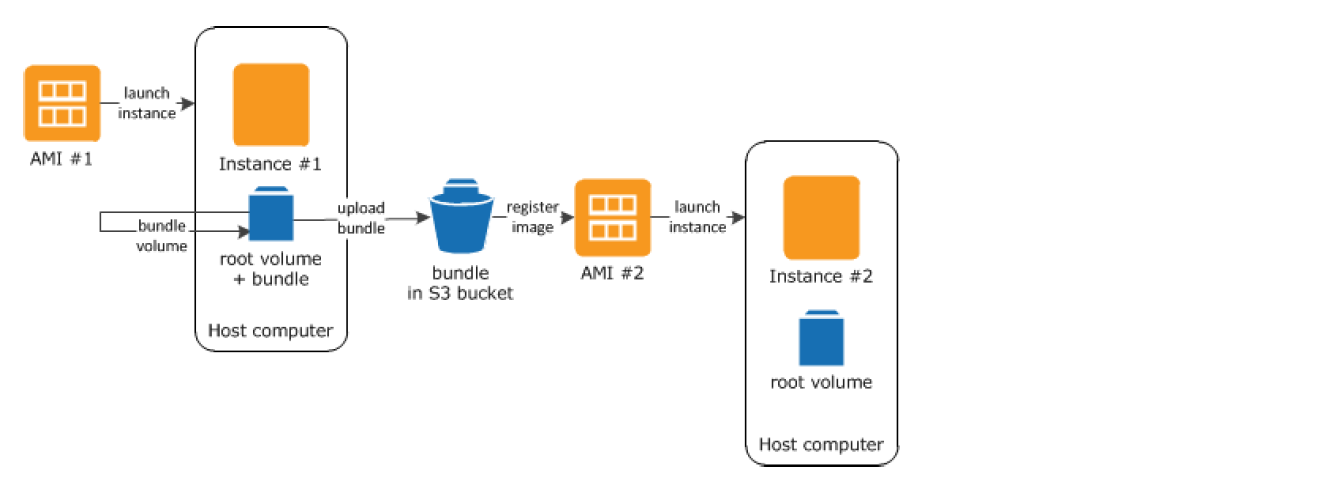 launch
instance
AMI #1
Instance #1
bundle
volume
root volume
+ bundle
Host computer
upload
bundle
bundle
in S3 bucket
register
image
AMI #2
launch
instance
Instance #2
root volume
Host computer